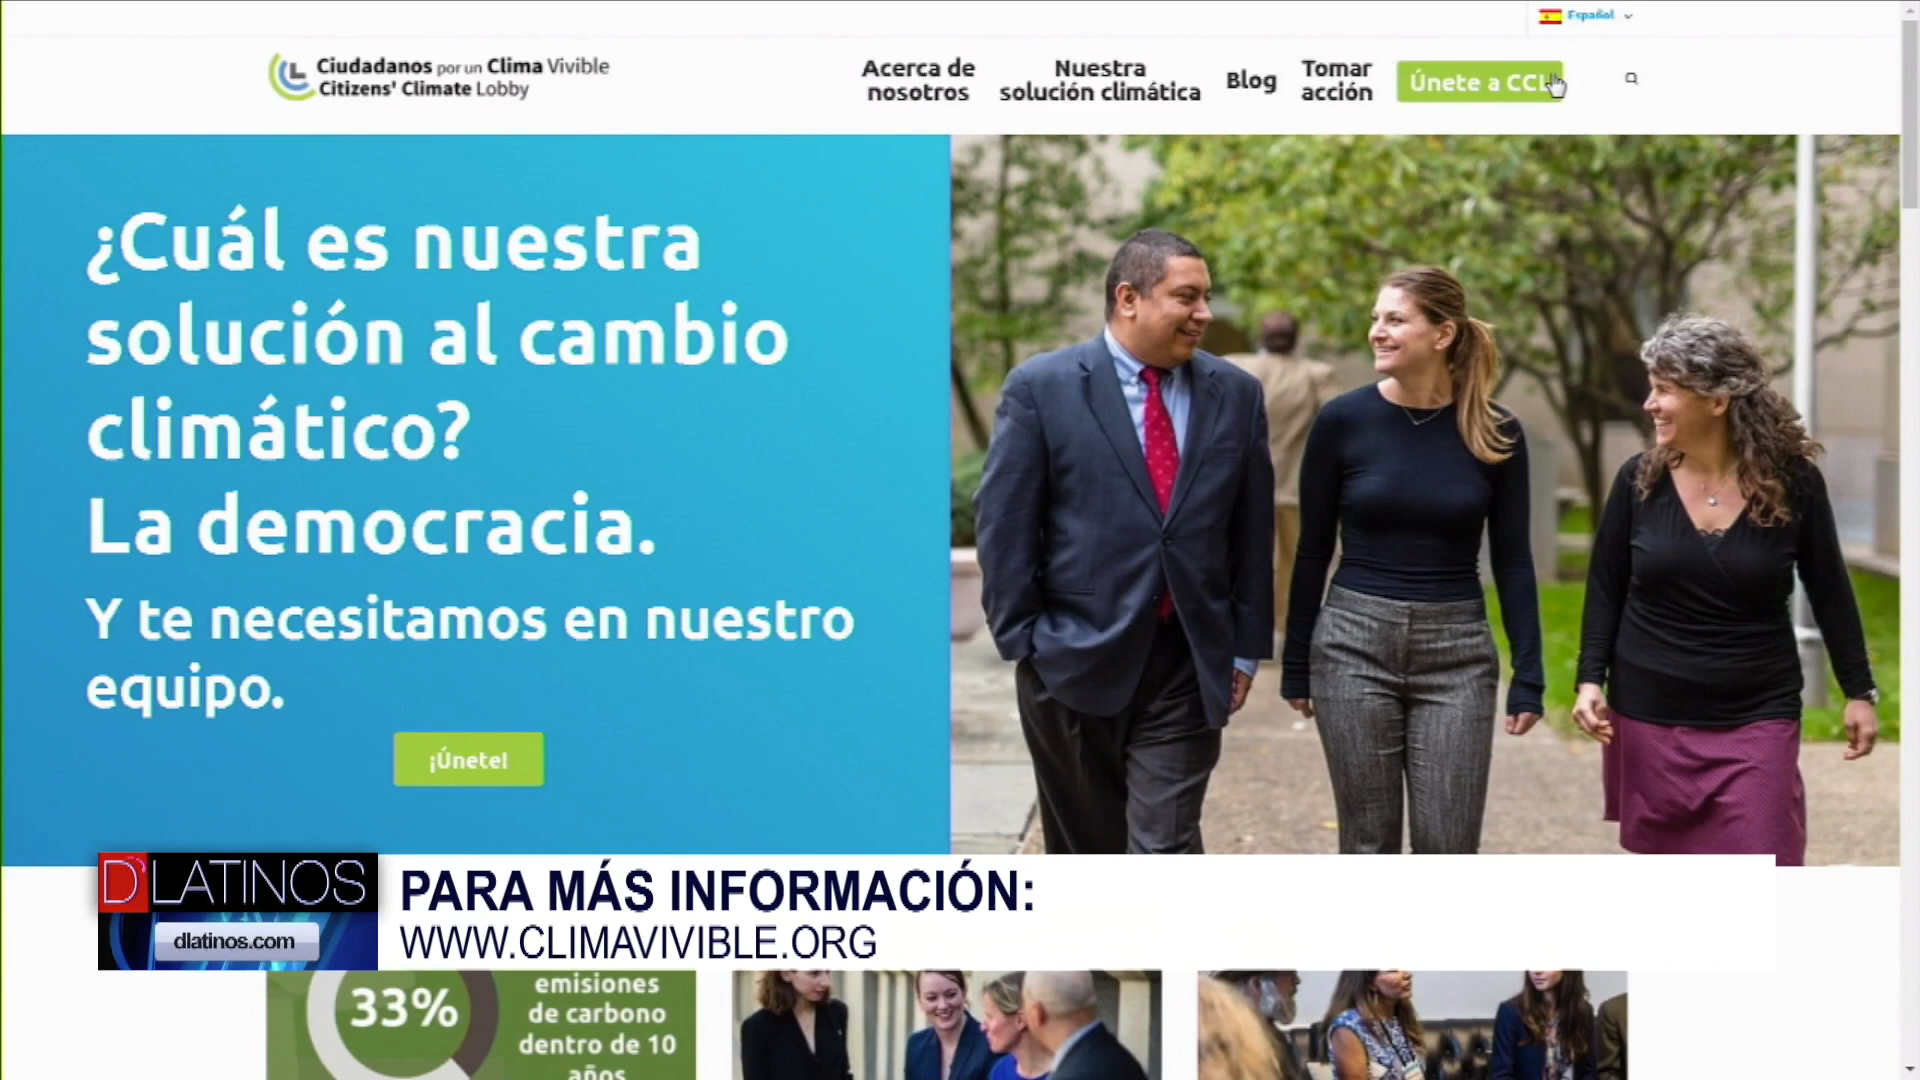 Español
Ciudadanos por un Clima Vivible
Citizens' Climate Lobby
Acerca de
nosotros
Nuestra
solución climática
Blog
Tomar
acción
Únete a CCL
¿Cuál es nuestra
solución al cambio
climático?
La democracia.
Y te necesitamos en nuestro
equipo.
¡Únete!
D'LATINOS
dlatinos.com
PARA MÁS INFORMACIÓN:
WWW.CLIMAVIVIBLE.ORG
33%
emisiones
de carbono
dentro de 10
años